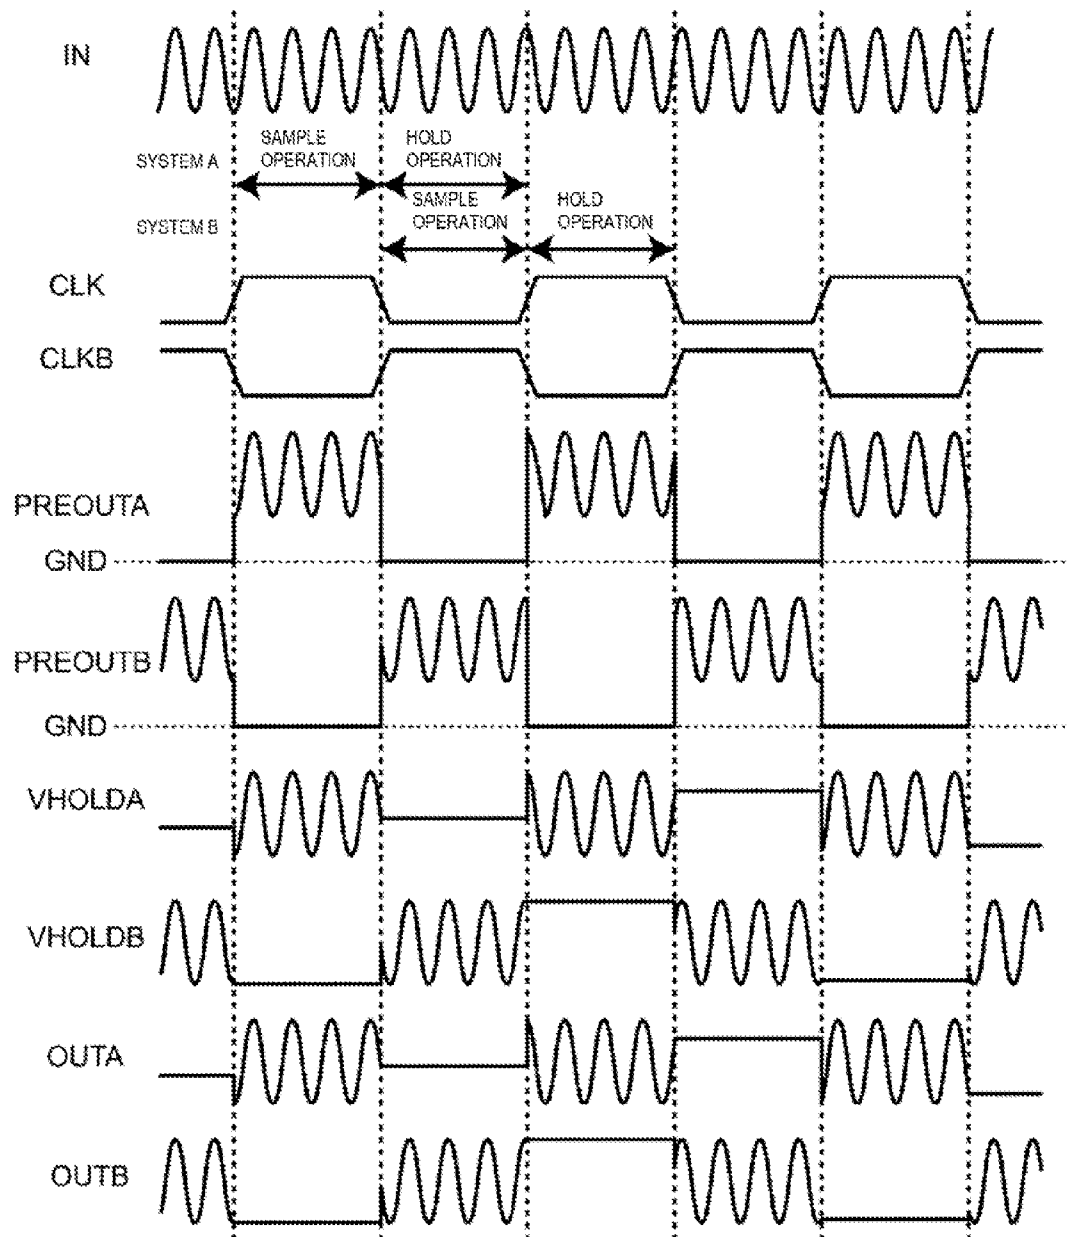 IN
SYSTEM A
SAMPLE
OPERATION
HOLD
OPERATION
SYSTEM B
SAMPLE
OPERATION
HOLD
OPERATION
CLK
CLKB
PREOUTA
GND
PREOUTB
GND
VHOLDA
VHOLDB
OUTA
OUTB